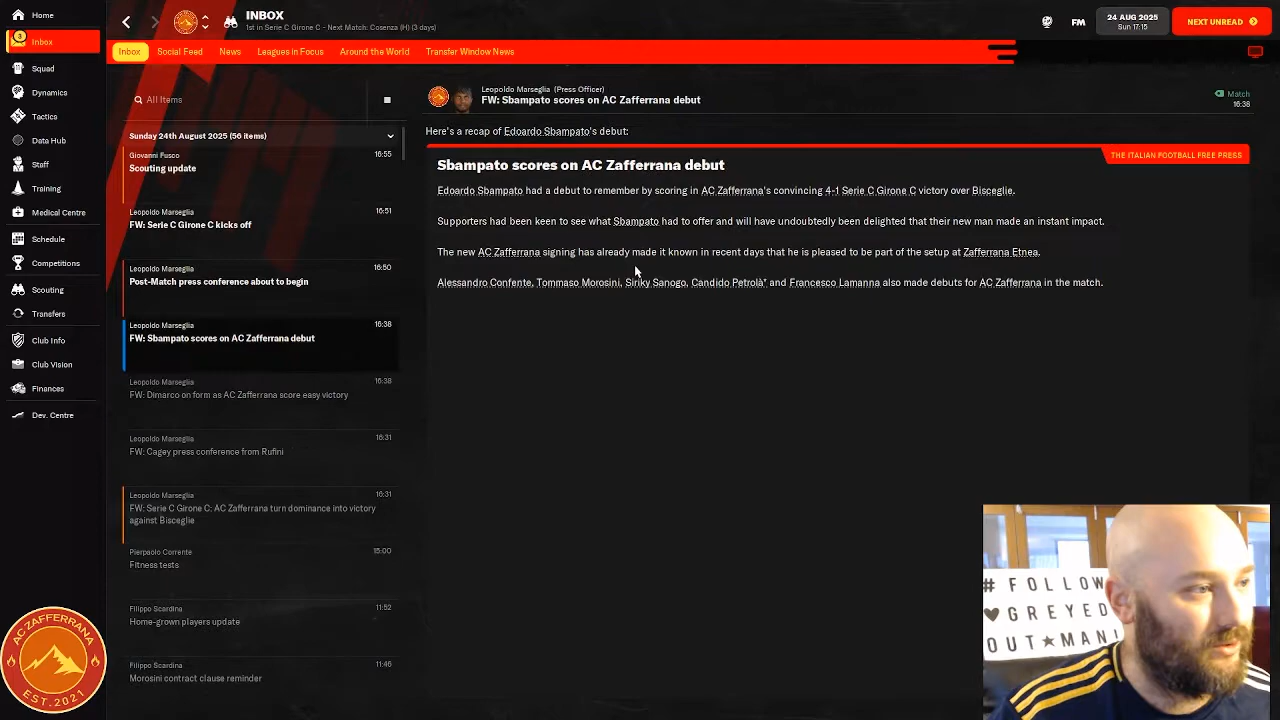 Home
3
Inbox
Squad
Dynamics
Tactics
Data Hub
Staff
Training
Medical Centre
Schedule
Competitions
Scouting
Transfers
Club Info
Club Vision
Finances
Dev. Centre
AC ZAFFERRANA
EST. 2021
INBOX
1st in Serie C Girone C - Next Match: Cosenza (H) (3 days)
FM
24 AUG 2025
Sun 17:15
NEXT UNREAD
Inbox
Social Feed
News
Leagues in Focus
Around the World
Transfer Window News
All Items
Sunday 24th August 2025 (56 items)
Giovanni Fusco 16:55
Scouting update
Leopoldo Marseglia 16:51
FW: Serie C Girone C kicks off
Leopoldo Marseglia 16:50
Post-Match press conference about to begin
Leopoldo Marseglia 16:38
FW: Sbampato scores on AC Zafferrana debut
Leopoldo Marseglia 16:38
FW: Dimarco on form as AC Zafferrana score easy victory
Leopoldo Marseglia 16:31
FW: Cagey press conference from Rufini
Leopoldo Marseglia 16:31
FW: Serie C Girone C: AC Zafferrana turn dominance into victory
against Bisceglie
Pierpaolo Corrente 15:00
Fitness tests
Filippo Scardina 11:52
Home-grown players update
Filippo Scardina 11:46
Morosini contract clause reminder
Leopoldo Marseglia (Press Officer)
FW: Sbampato scores on AC Zafferrana debut
Match
16:38
Here's a recap of Edoardo Sbampato's debut:
THE ITALIAN FOOTBALL FREE PRESS
Sbampato scores on AC Zafferrana debut
Edoardo Sbampato had a debut to remember by scoring in AC Zafferrana's convincing 4-1 Serie C Girone C victory over Bisceglie.
Supporters had been keen to see what Sbampato had to offer and will have undoubtedly been delighted that their new man made an instant impact.
The new AC Zafferrana signing has already made it known in recent days that he is pleased to be part of the setup at Zafferrana Etnea.
Alessandro Confente, Tommaso Morosini, Siriky Sanogo, Candido Petrolà* and Francesco Lamanna also made debuts for AC Zafferrana in the match.
# FOLLOW
♥GREYED
OUT★MAN!